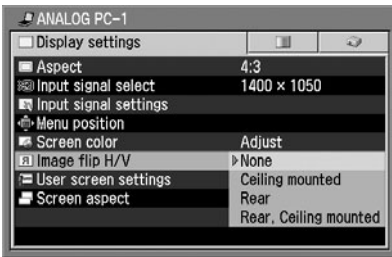 ANALOG PC-1
Display settings
Aspect 4:3
Input signal select 1400 × 1050
Input signal settings
Menu position
Screen color Adjust
Image flip H/V None
User screen settings Ceiling mounted
Screen aspect Rear
Rear, Ceiling mounted